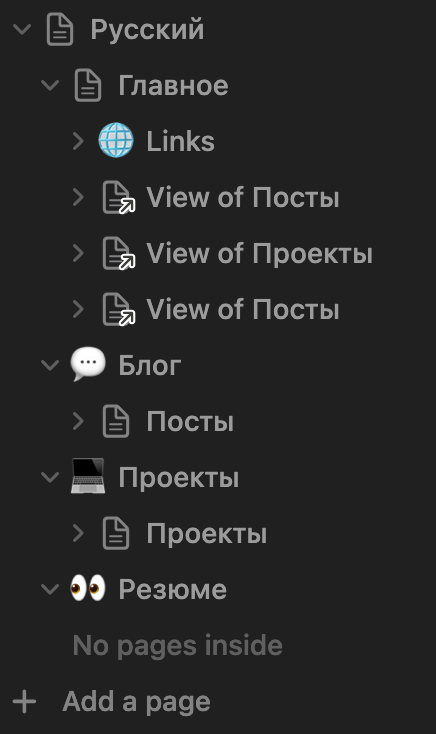 Русский
Главное
Links
View of Посты
View of Проекты
View of Посты
Блог
Посты
Проекты
Проекты
Резюме
No pages inside
Add a page